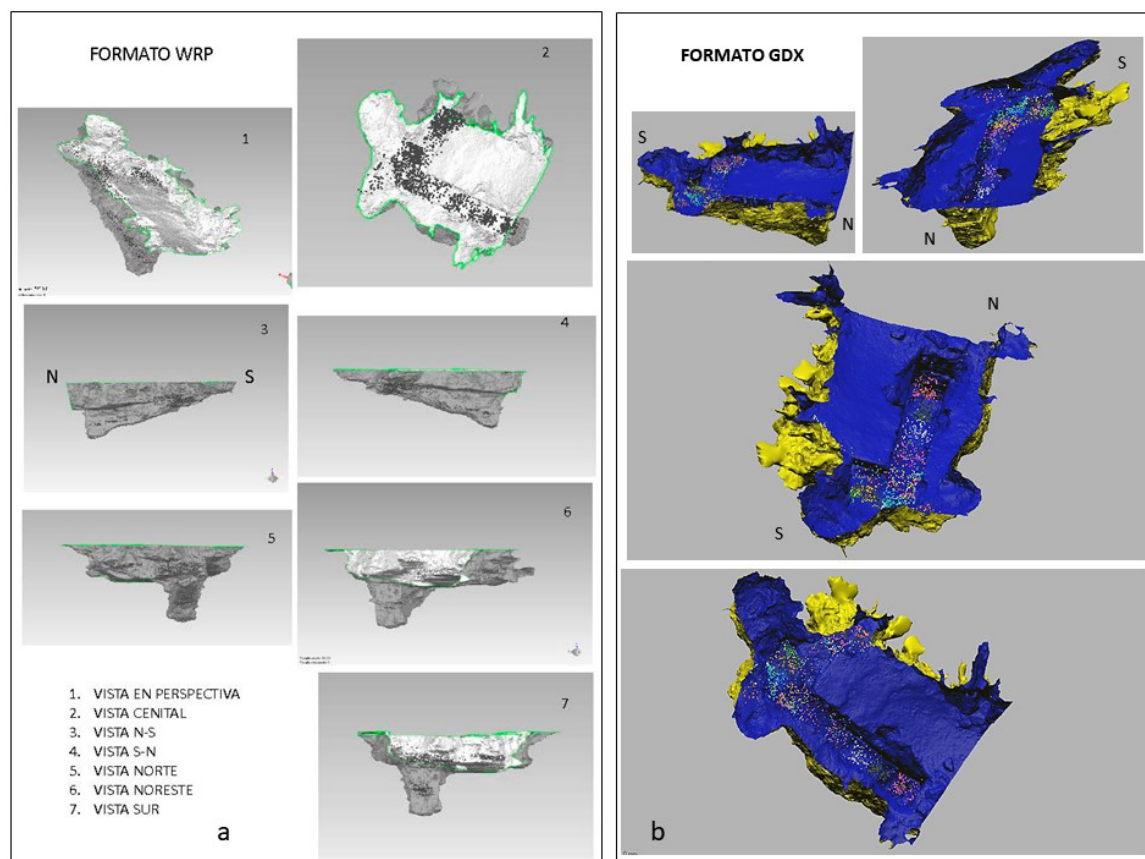 FORMATO WRP
2
1
3
N
S
4
5
6
7
1. VISTA EN PERSPECTIVA
2. VISTA CENITAL
3. VISTA N-S
4. VISTA S-N
5. VISTA NORTE
6. VISTA NORESTE
7. VISTA SUR
a
FORMATO GDX
S
N
S
N
N
S
b